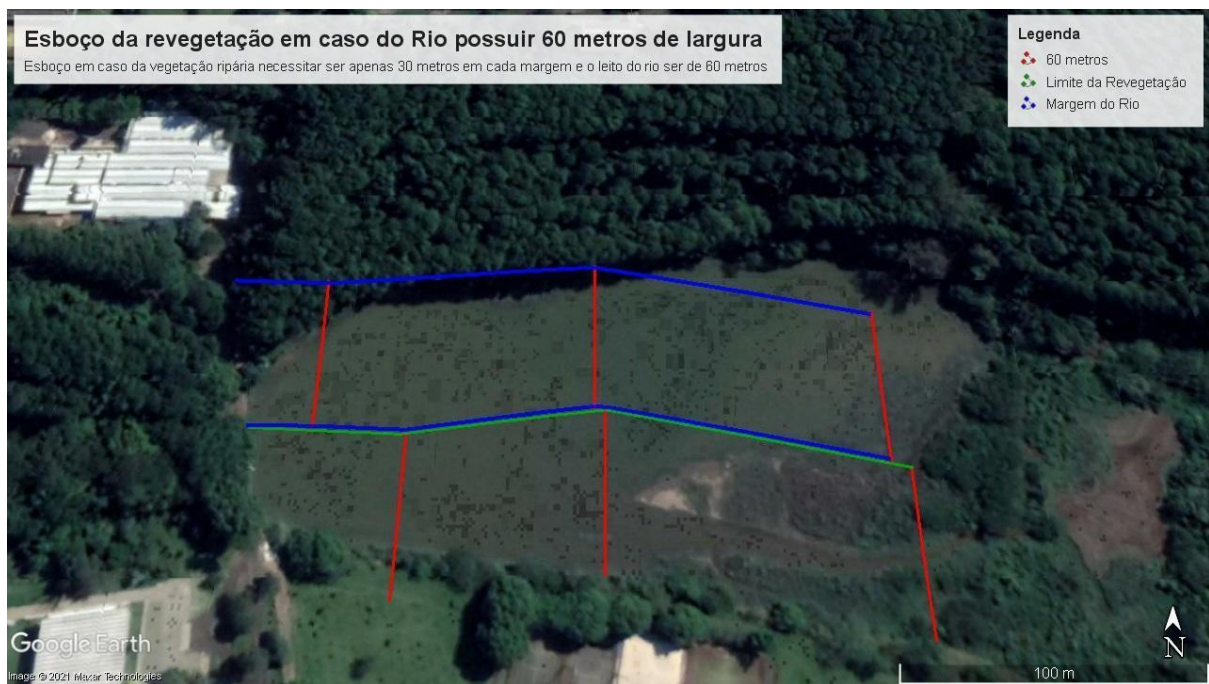 Esboço da revegetação em caso do Rio possuir 60 metros de largura
Esboço em caso da vegetação ripária necessitar ser apenas 30 metros em cada margem e o leito do rio ser de 60 metros
Legenda
60 metros
Limite da Revegetação
Margem do Rio
Google Earth
Image © 2021 Maxar Technologies
N
100 m